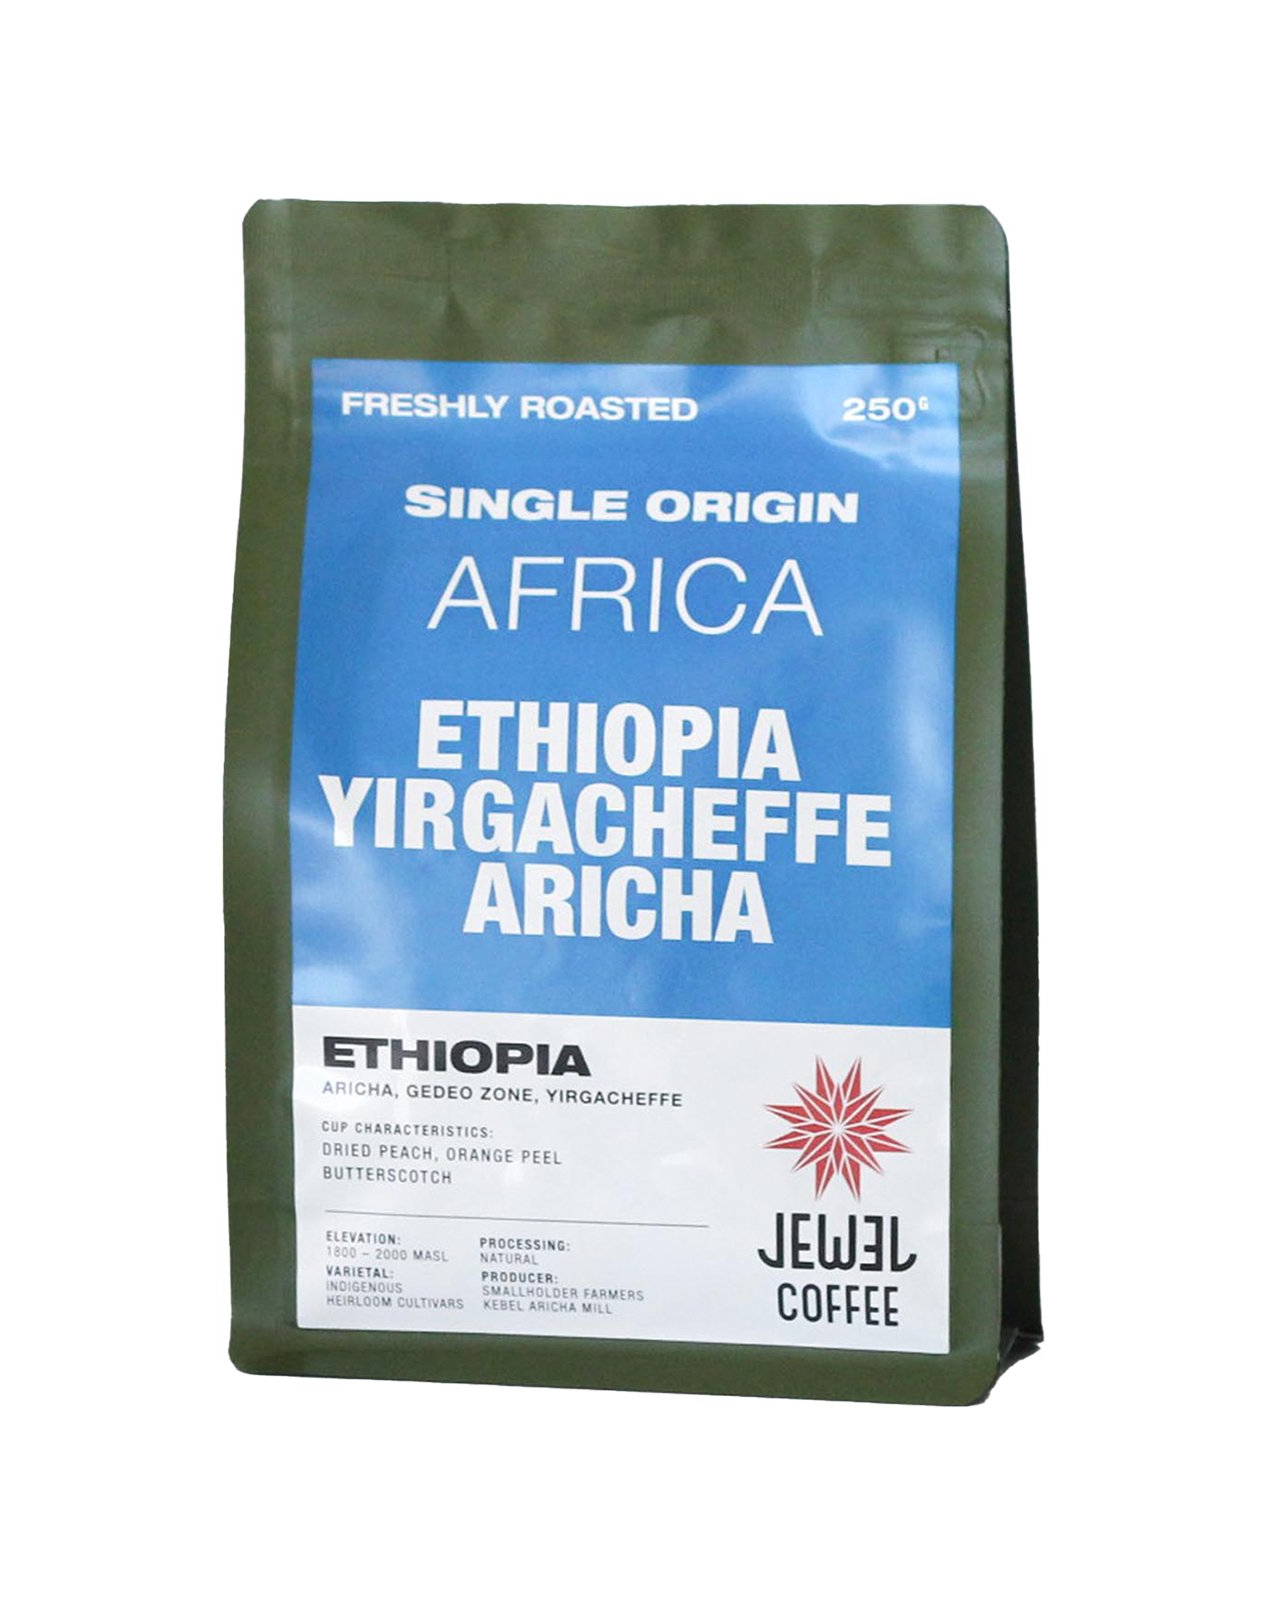 FRESHLY ROASTED 250G
SINGLE ORIGIN
AFRICA
ETHIOPIA
YIRGACHEFFE
ARICHA
ETHIOPIA
ARICHA, GEDEO ZONE, YIRGACHEFFE
CUP CHARACTERISTICS:
DRIED PEACH, ORANGE PEEL
BUTTERSCOTCH
ELEVATION:
1800 – 2000 MASL
VARIETAL:
INDIGENOUS
HEIRLOOM CULTIVARS
PROCESSING:
NATURAL
PRODUCER:
SMALLHOLDER FARMERS
KEBEL ARICHA MILL
JEWEL
COFFEE